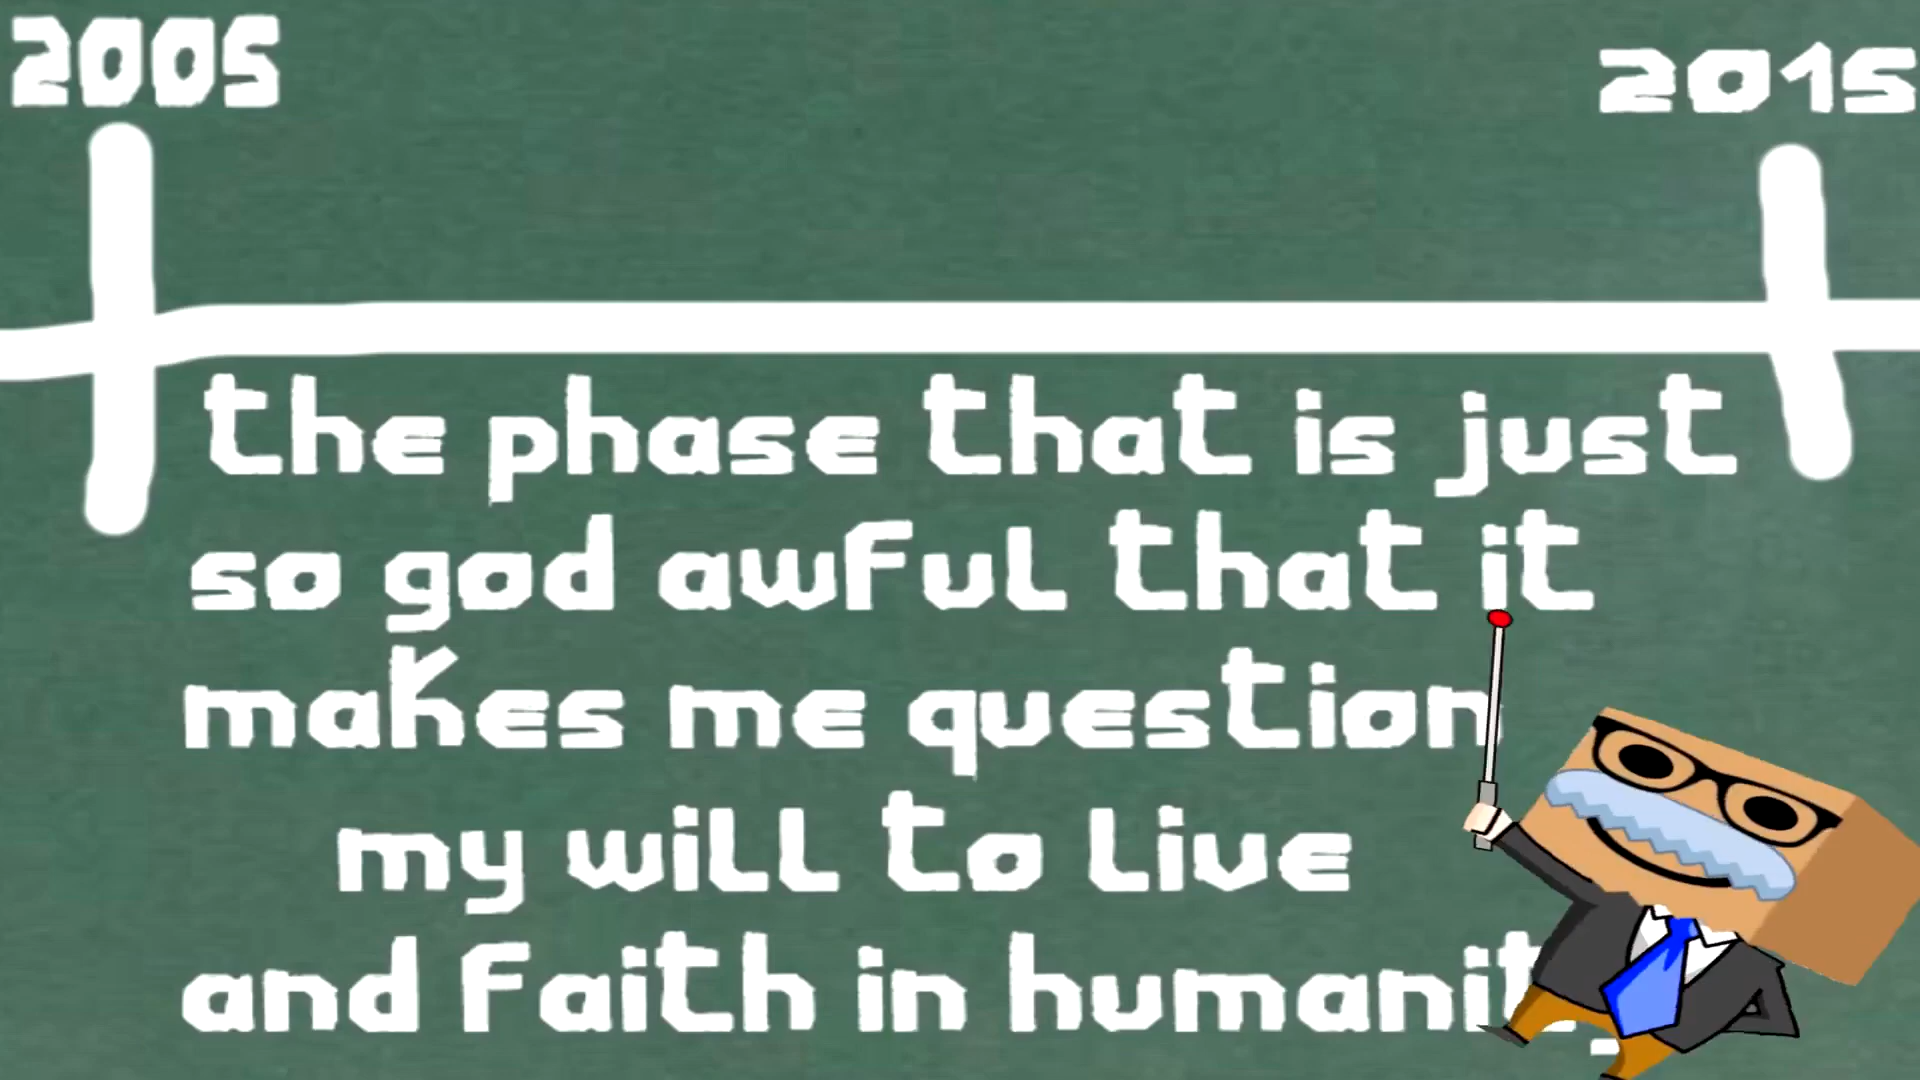 2005
2015
the phase that is just
so god awful that it
makes me question
my will to live
and faith in humanity